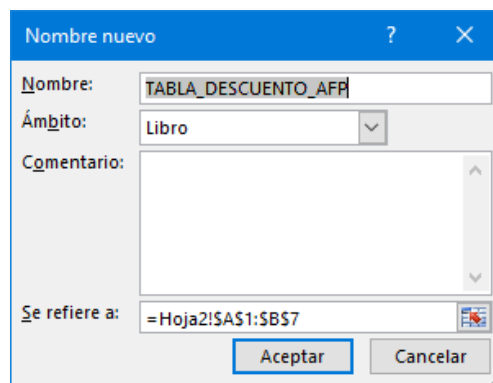 Nombre nuevo ? ×
Nombre: TABLA_DESCUENTO_AFP
Ámbito: Libro
Comentario:
Se refiere a: =Hoja2!$A$1:$B$7
Aceptar Cancelar